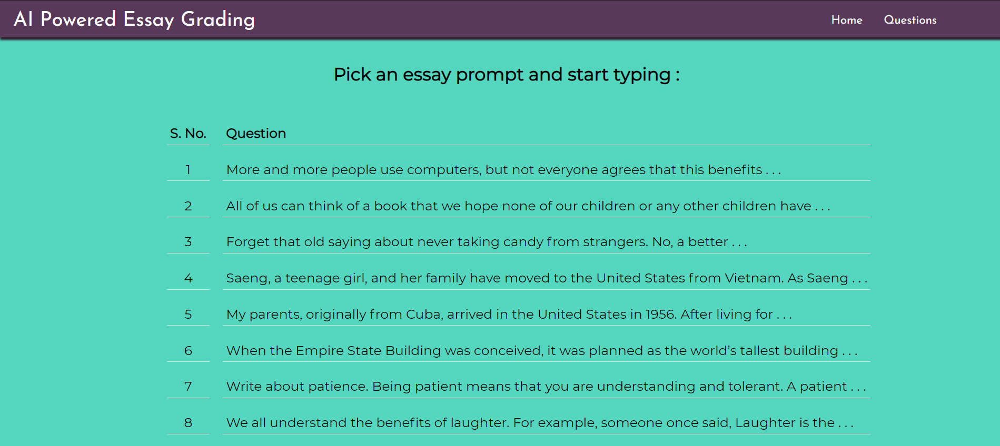 AI Powered Essay Grading
Home Questions
Pick an essay prompt and start typing :
S. No. Question
1 More and more people use computers, but not everyone agrees that this benefits . . .
2 All of us can think of a book that we hope none of our children or any other children have . . .
3 Forget that old saying about never taking candy from strangers. No, a better . . .
4 Saeng, a teenage girl, and her family have moved to the United States from Vietnam. As Saeng . . .
5 My parents, originally from Cuba, arrived in the United States in 1956. After living for . . .
6 When the Empire State Building was conceived, it was planned as the world’s tallest building . . .
7 Write about patience. Being patient means that you are understanding and tolerant. A patient . . .
8 We all understand the benefits of laughter. For example, someone once said, Laughter is the . . .